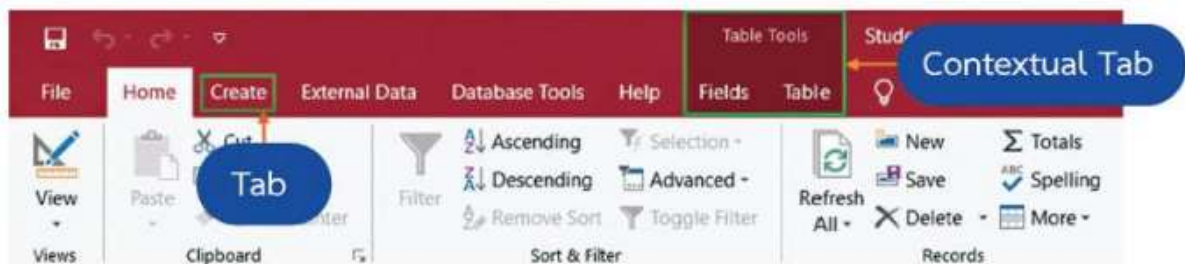 Table Tools
Contextual Tab
File Home Create External Data Database Tools Help Fields Table
Tab
View
Paste
Cut
Filter
Ascending
Descending
Remove Sort
Selection
Advanced
Toggle Filter
Refresh All
New
Save
Delete
Totals
Spelling
More
Views Clipboard Sort & Filter Records